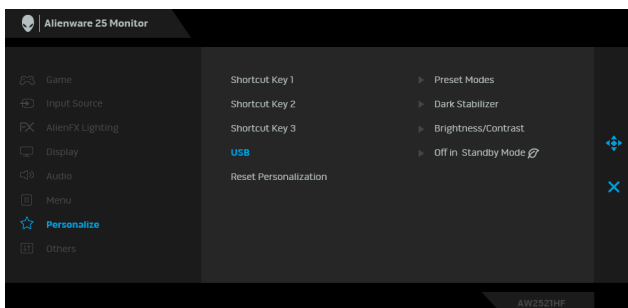 Alienware 25 Monitor
Game
Input Source
AlienFX Lighting
Display
Audio
Menu
Personalize
Others
Shortcut Key 1
Preset Modes
Shortcut Key 2
Dark Stabilizer
Shortcut Key 3
Brightness/Contrast
USB
Off in Standby Mode
Reset Personalization
AW2521HF